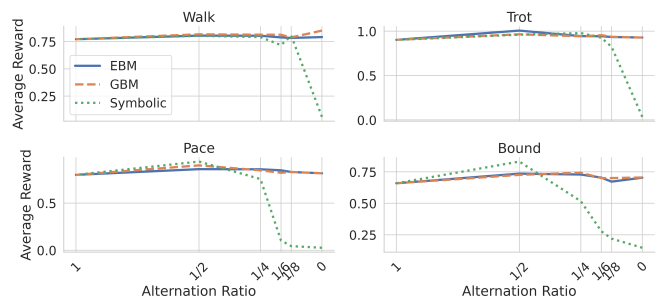 Walk
Trot
Average Reward
0.75
0.50
0.25
EBM
GBM
Symbolic
1.0
0.5
0.0
Pace
Bound
Average Reward
0.5
0.0
0.75
0.50
0.25
1
1/2
1/4
1/6
1/8
0
1
1/2
1/4
1/6
1/8
0
Alternation Ratio
Alternation Ratio